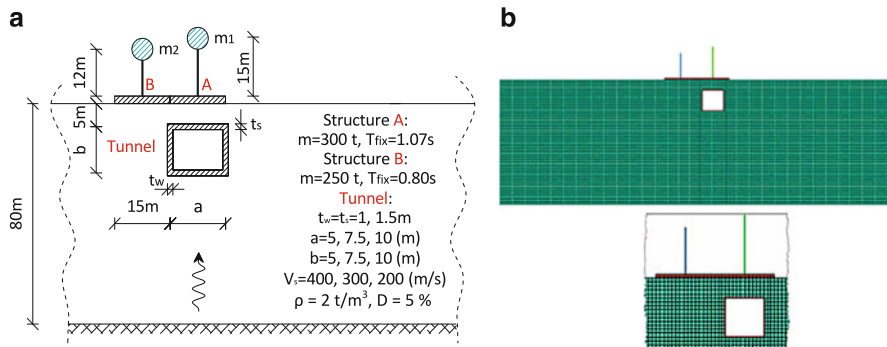 a
b
m2
m1
12m
15m
B
A
5m
ts
Tunnel
b
tw
15m
a
80m
Structure A:
m=300 t, Tfix=1.07s
Structure B:
m=250 t, Tfix=0.80s
Tunnel:
tw=ts=1, 1.5m
a=5, 7.5, 10 (m)
b=5, 7.5, 10 (m)
Vs=400, 300, 200 (m/s)
ρ = 2 t/m³, D = 5 %